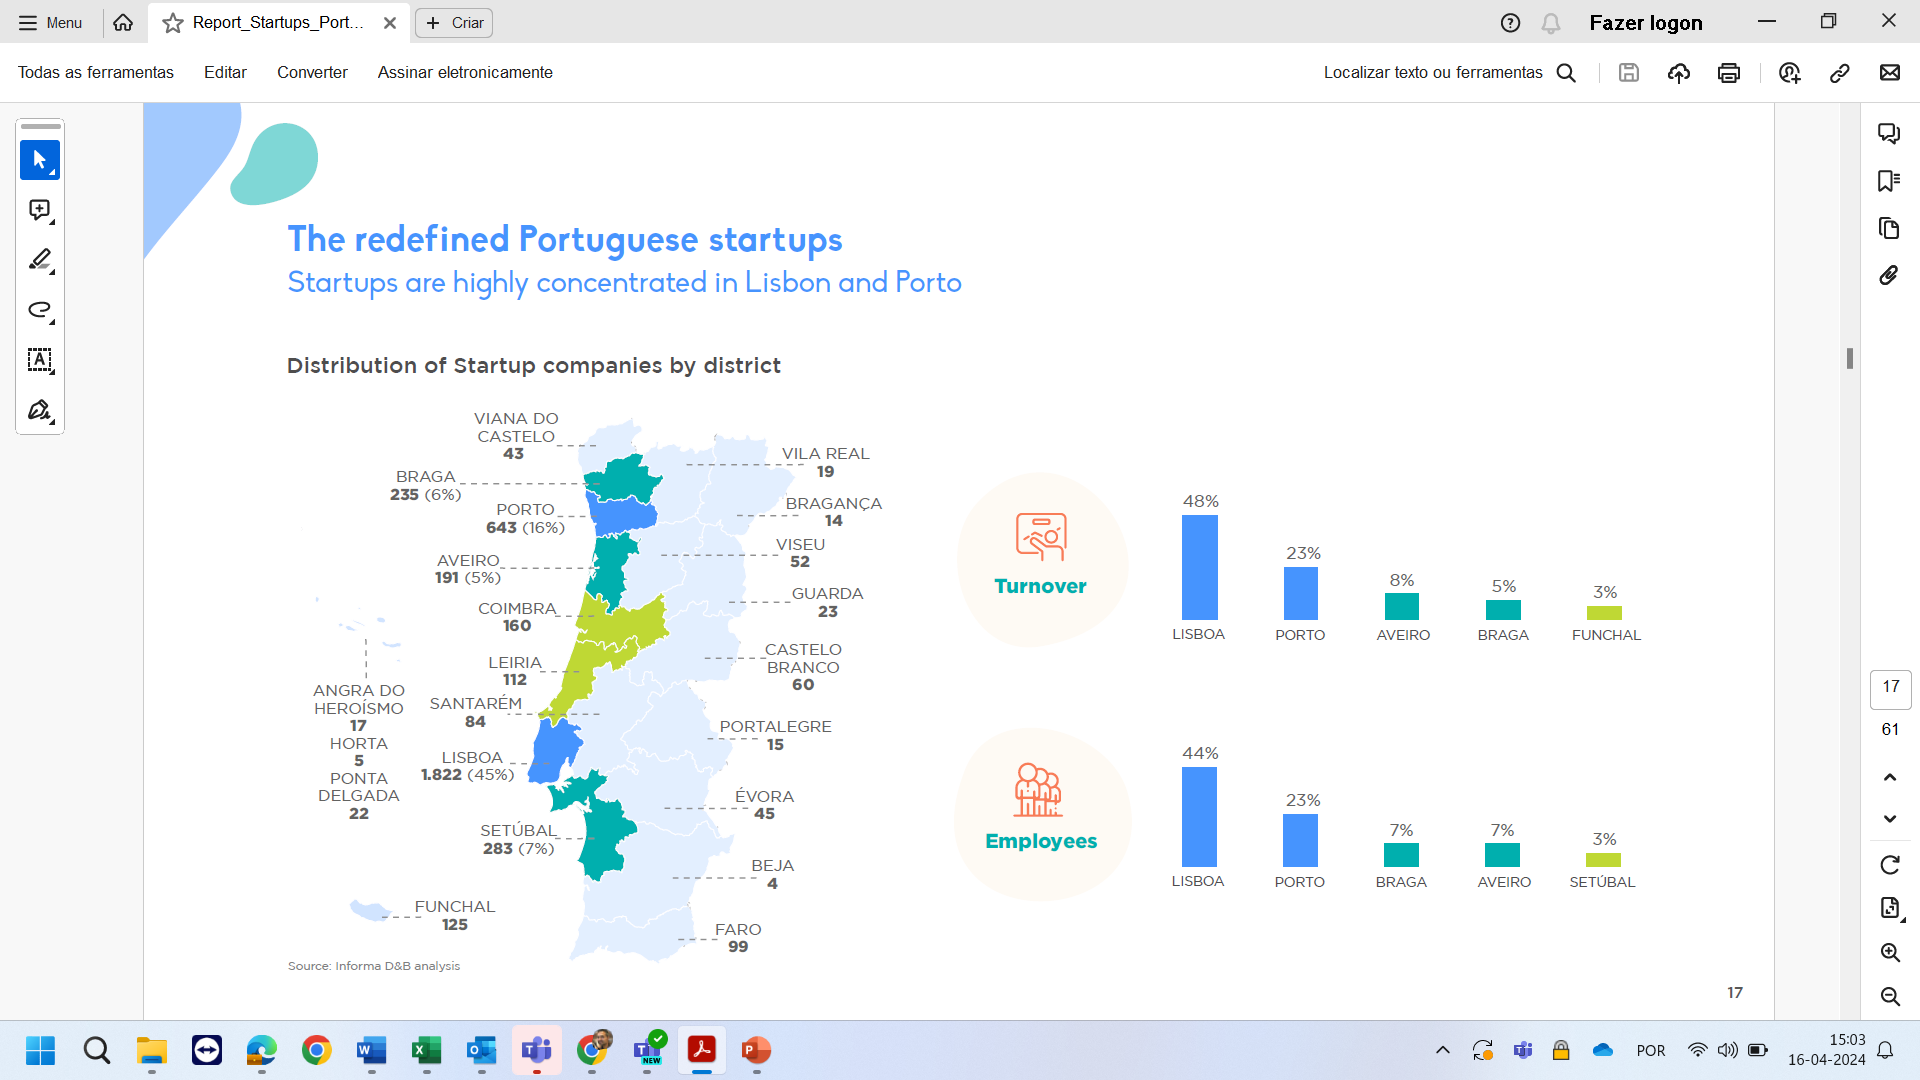 Menu
Report_Startups_Port...
Criar
Fazer logon
Todas as ferramentas
Editar
Converter
Assinar eletronicamente
Localizar texto ou ferramentas
The redefined Portuguese startups
Startups are highly concentrated in Lisbon and Porto
Distribution of Startup companies by district
VIANA DO
CASTELO
43
BRAGA
235 (6%)
PORTO
643 (16%)
AVEIRO
191 (5%)
COIMBRA
160
LEIRIA
112
SANTARÉM
84
LISBOA
1.822 (45%)
SETÚBAL
283 (7%)
ANGRA DO
HEROÍSMO
17
HORTA
5
PONTA
DELGADA
22
FUNCHAL
125
VILA REAL
19
BRAGANÇA
14
VISEU
52
GUARDA
23
CASTELO
BRANCO
60
PORTALEGRE
15
ÉVORA
45
BEJA
4
FARO
99
Source: Informa D&B analysis
Turnover
48%
23%
8%
5%
3%
LISBOA
PORTO
AVEIRO
BRAGA
FUNCHAL
Employees
44%
23%
7%
7%
3%
LISBOA
PORTO
BRAGA
AVEIRO
SETÚBAL
17
17
61
NEW
POR
15:03
16-04-2024